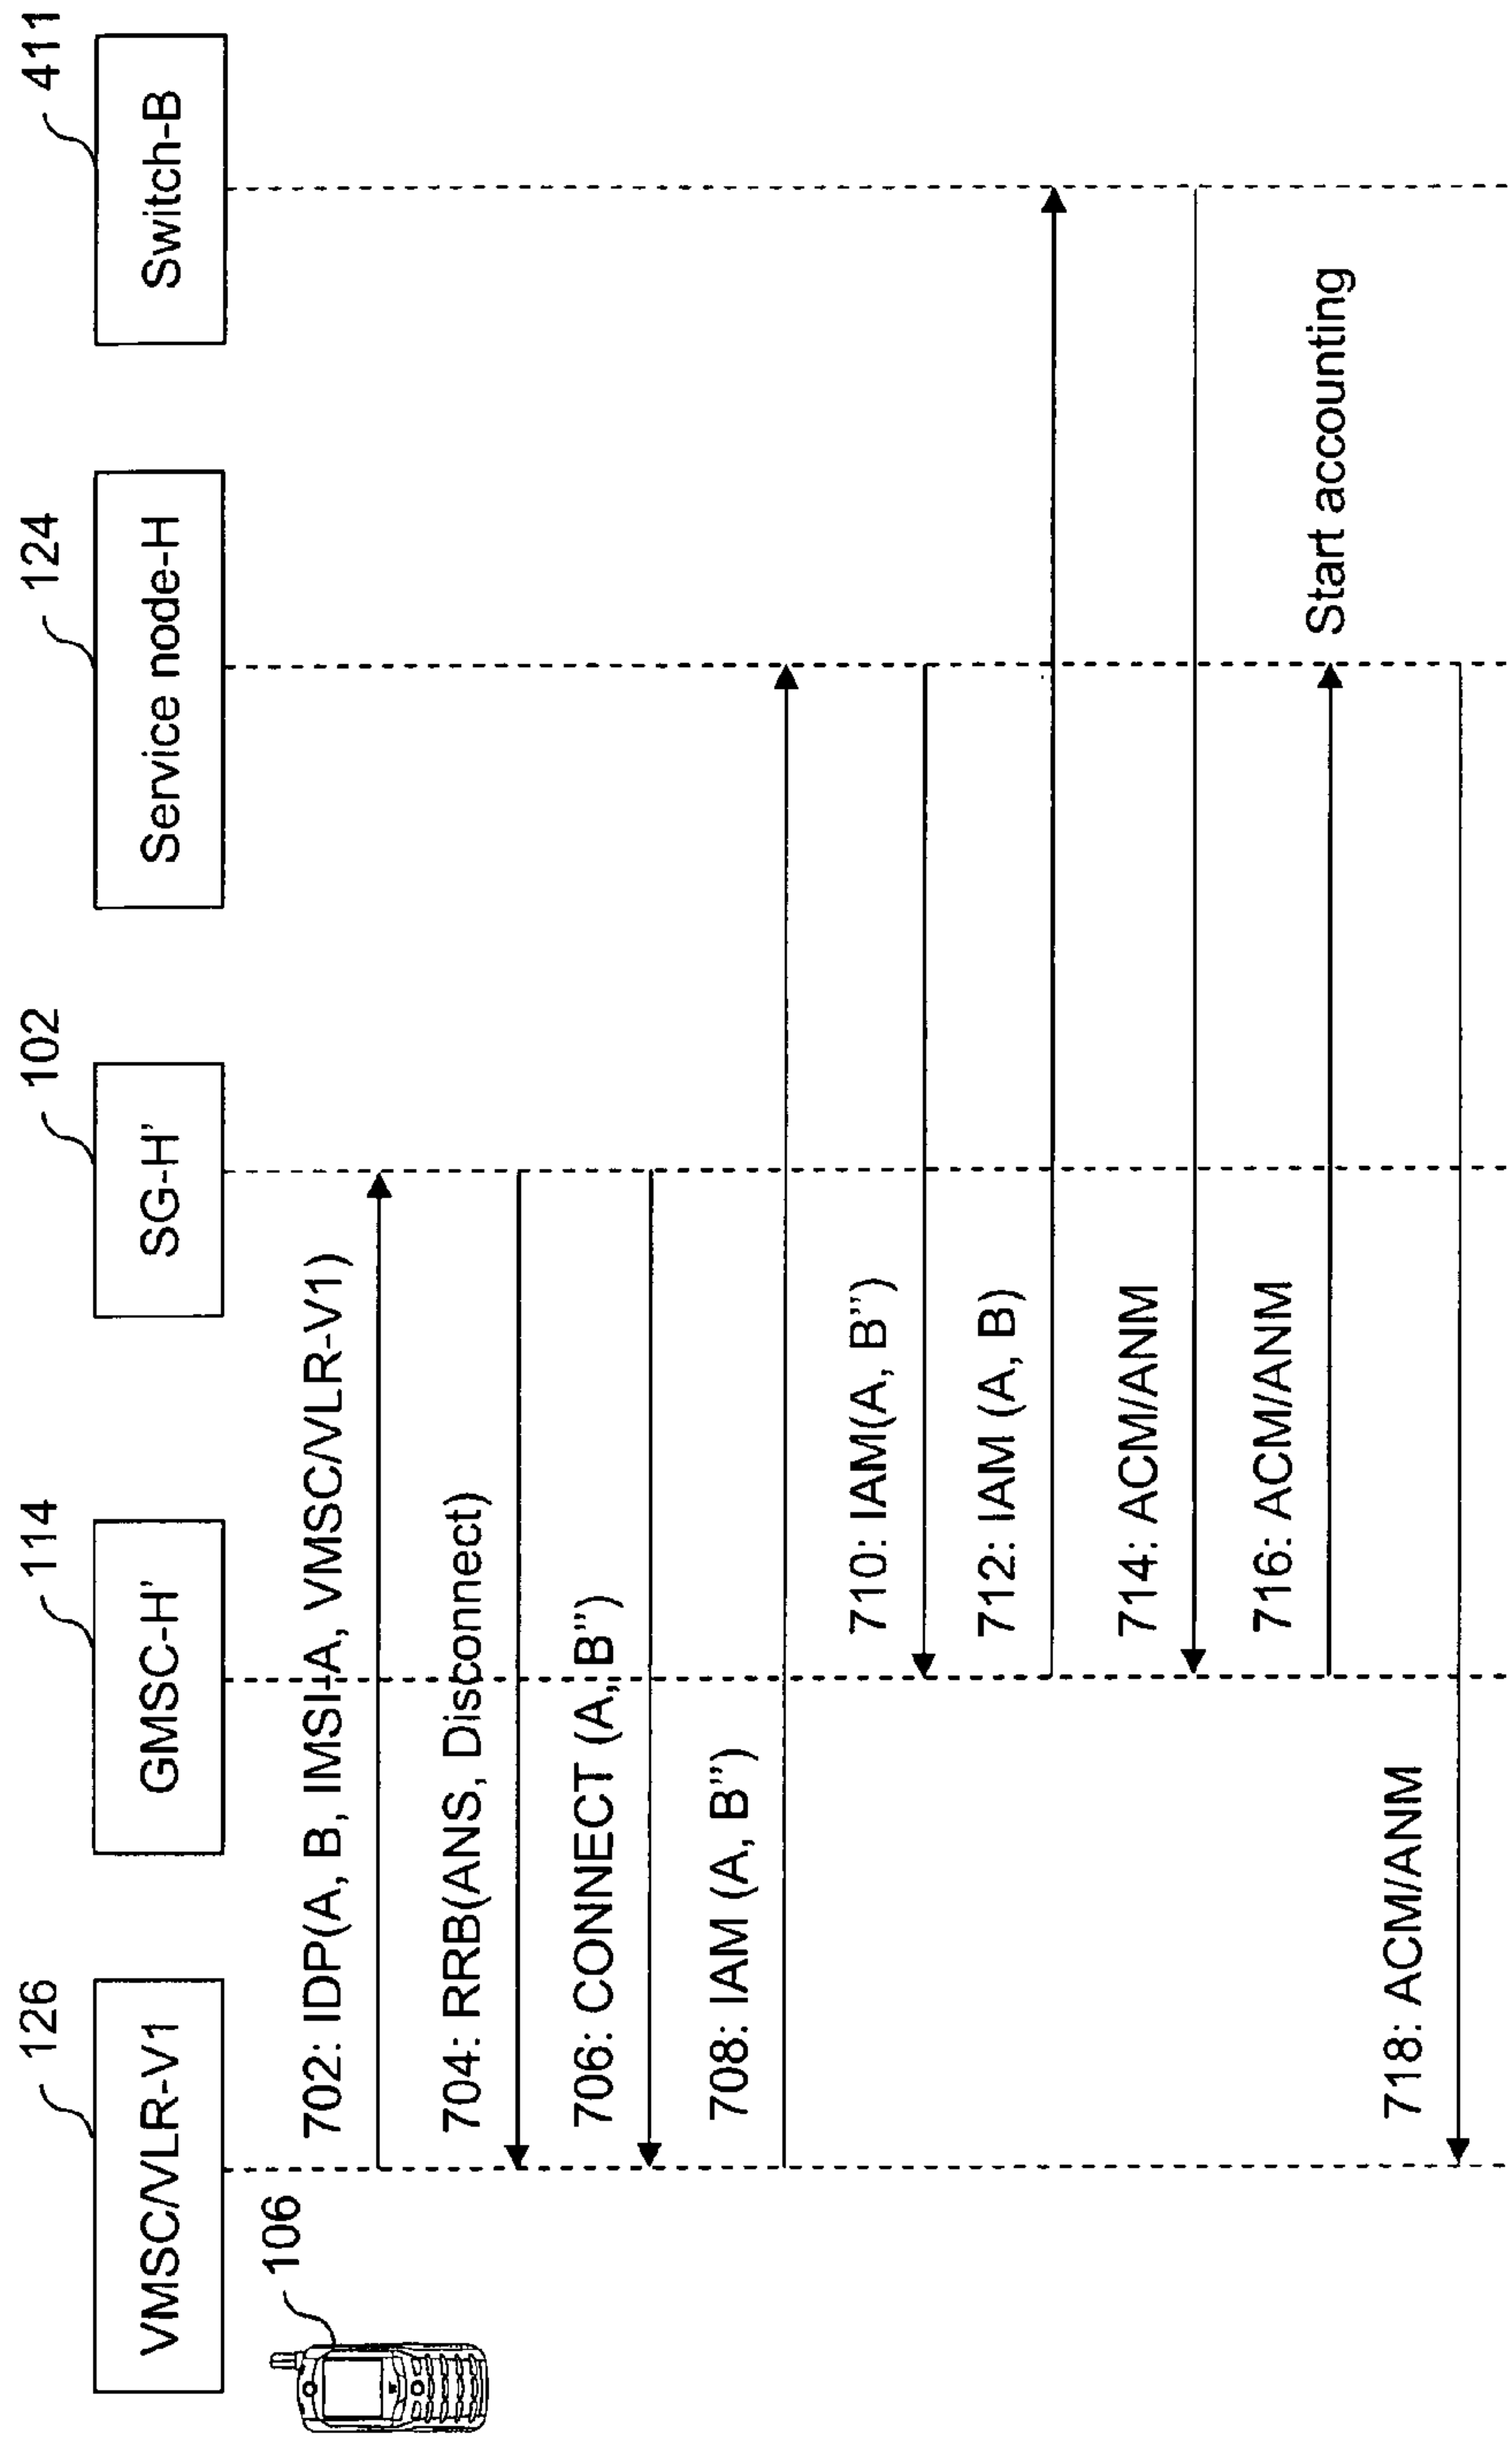 126
114
102
124
411
VMSC/VLR-V1
GMSC-H'
SG-H'
Service node-H
Switch-B
106
702: IDP(A, B, IMSI-A, VMSC/VLR-V1)
704: RRB(ANS, Disconnect)
706: CONNECT (A, B”)
708: IAM (A, B”)
710: IAM(A, B”)
712: IAM (A, B)
714: ACM/ANM
716: ACM/ANM
Start accounting
718: ACM/ANM